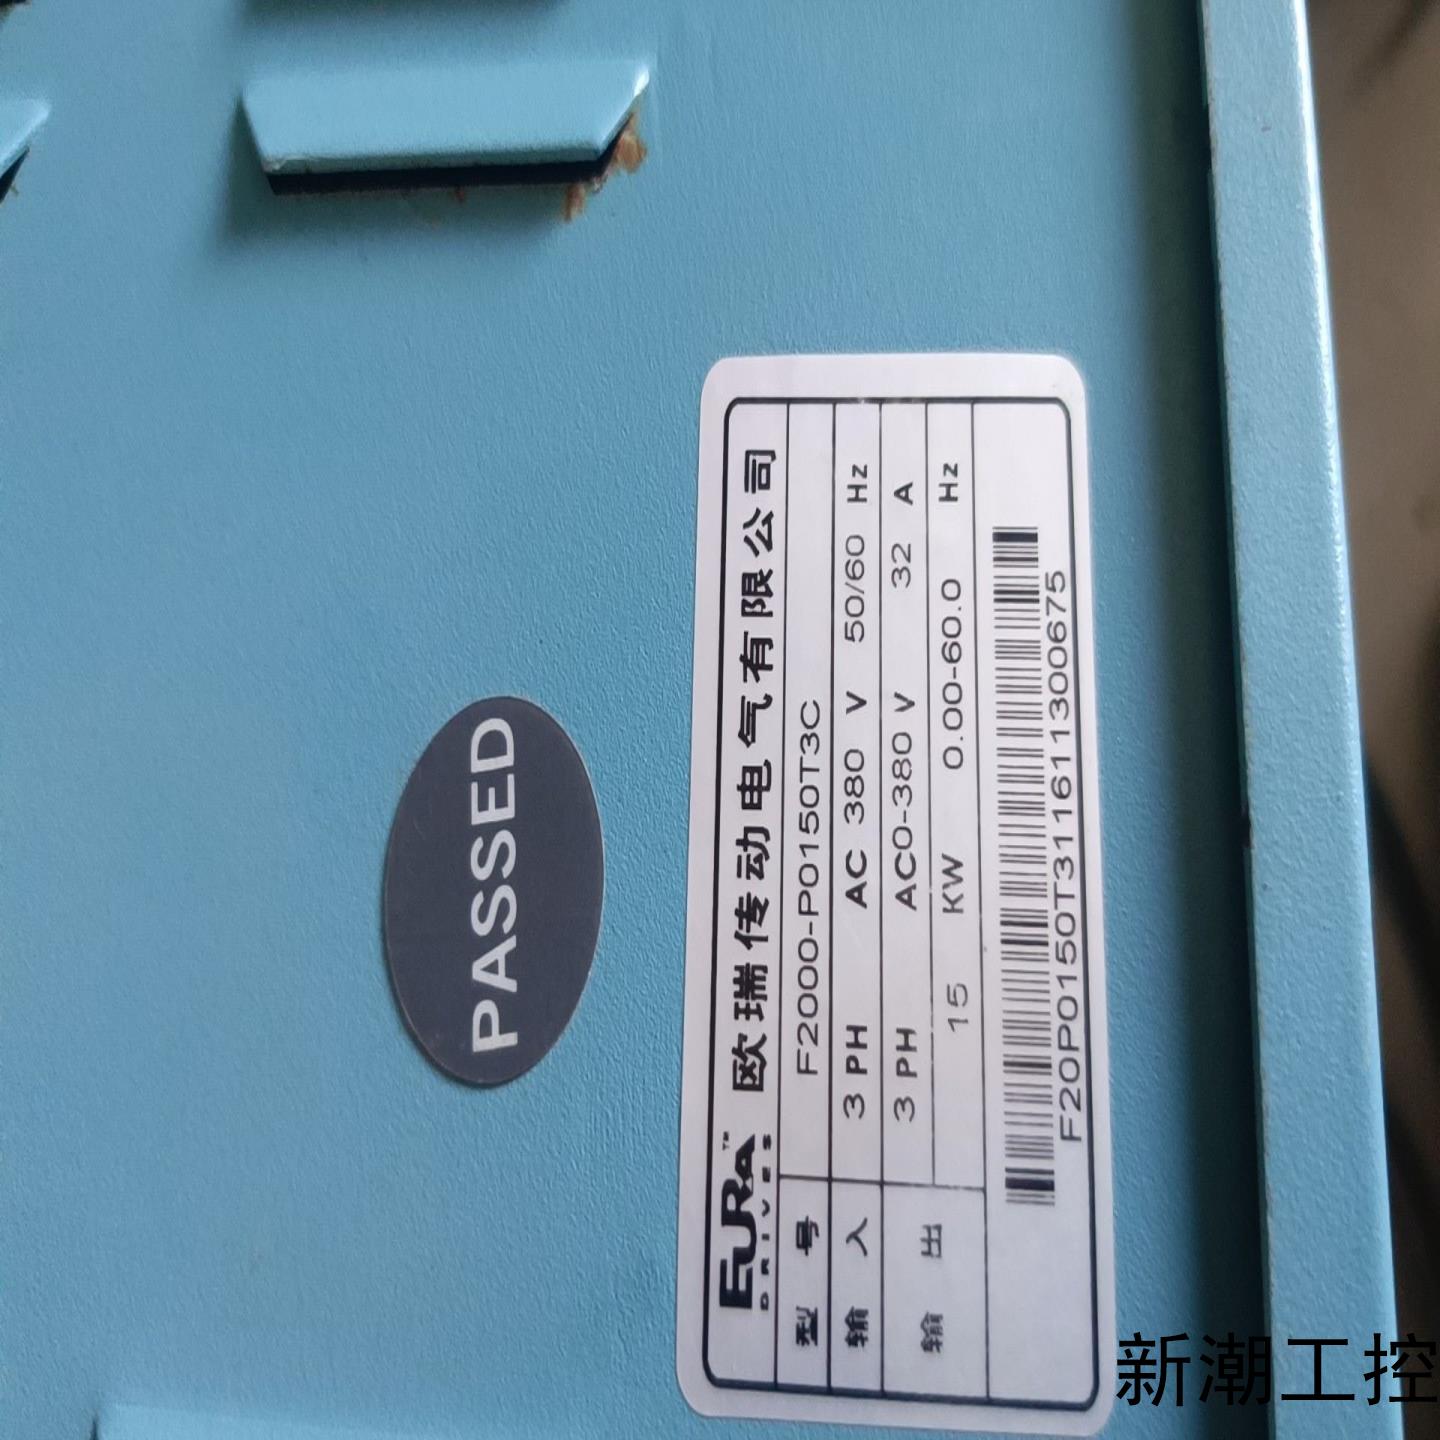 PASSED
EURA™ DRIVES 欧瑞传动电气有限公司
型 号 F2000-P0150T3C
输 入 3 PH AC 380 V 50/60 Hz
输 出 3 PH AC0-380 V 32 A
15 KW 0.00-60.0 Hz
F20P0150T311611300675
新潮工控